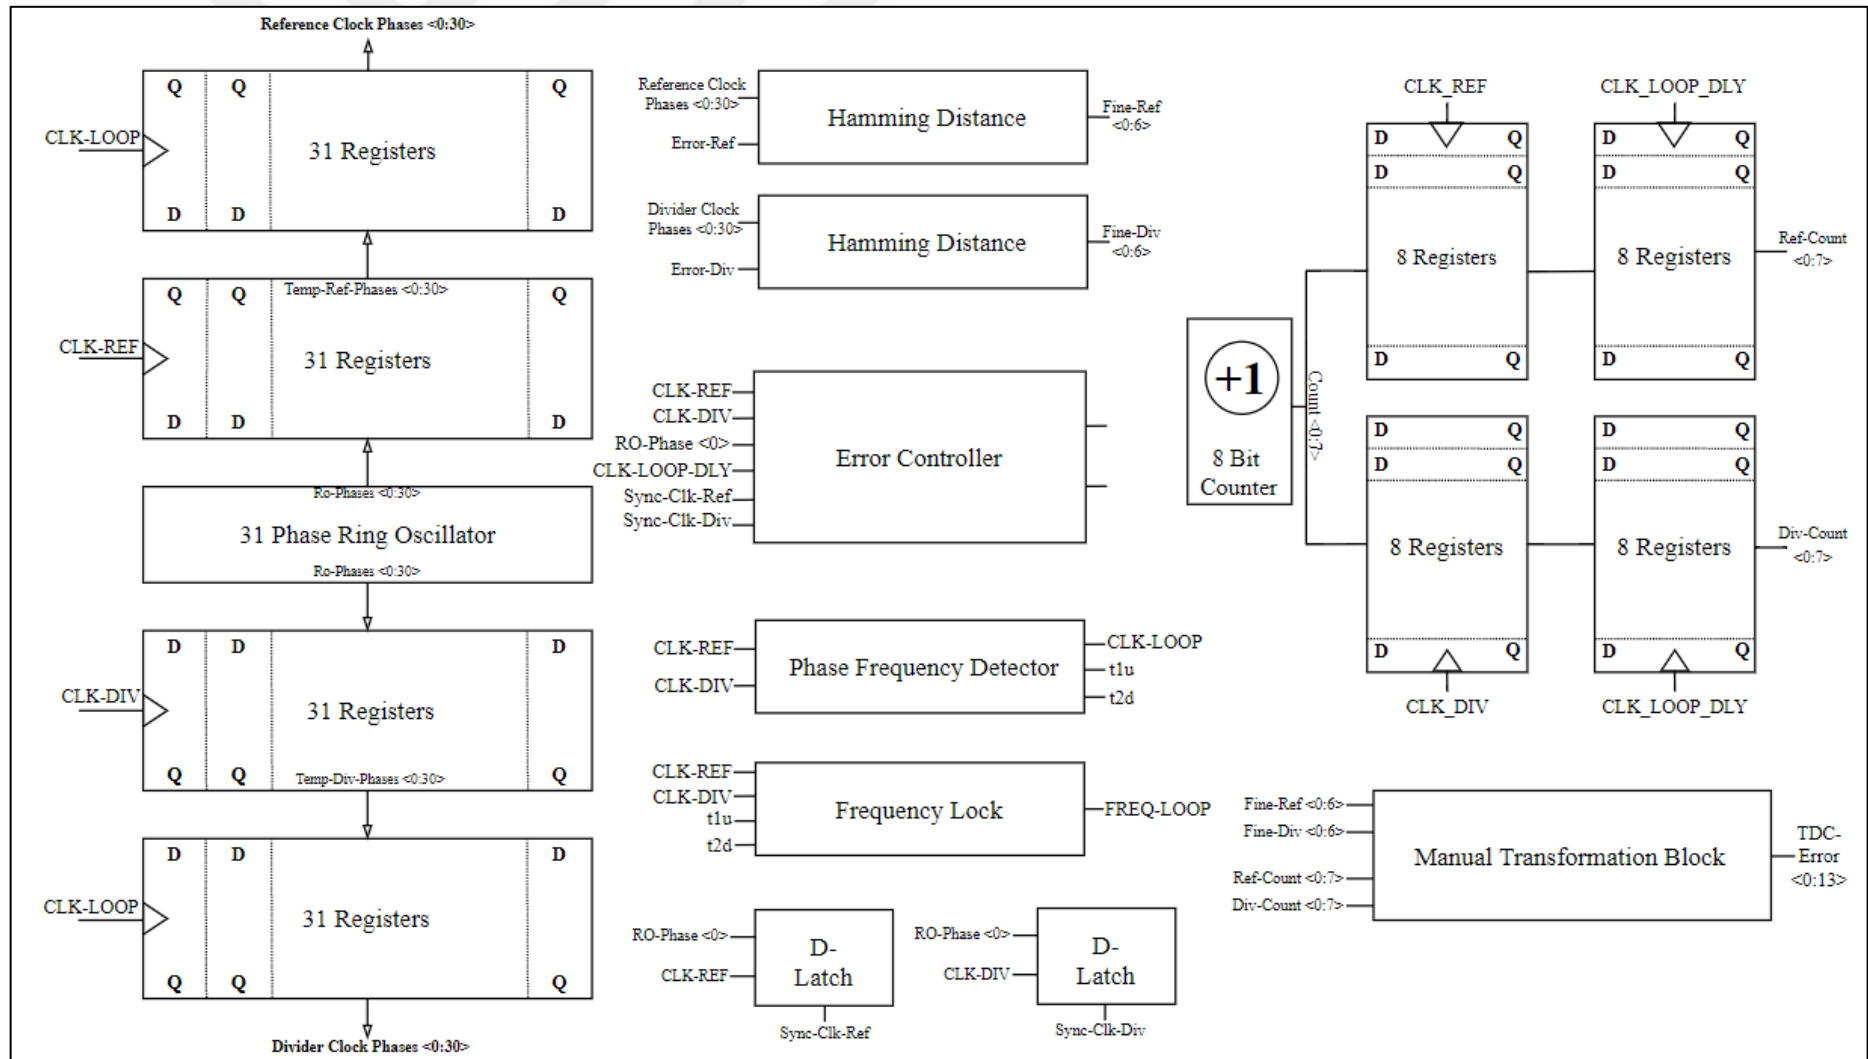 Reference Clock Phases <0:30>
Q Q Q
CLK-LOOP
31 Registers
D D D
Q Q Q
Temp-Ref-Phases <0:30>
CLK-REF
31 Registers
D D D
Ro-Phases <0:30>
31 Phase Ring Oscillator
Ro-Phases <0:30>
D D D
CLK-DIV
31 Registers
Q Q Q
Temp-Div-Phases <0:30>
D D D
CLK-LOOP
31 Registers
Q Q Q
Divider Clock Phases <0:30>
Reference Clock
Phases <0:30>
Error-Ref
Hamming Distance
Fine-Ref
<0:6>
Divider Clock
Phases <0:30>
Error-Div
Hamming Distance
Fine-Div
<0:6>
CLK-REF
CLK-DIV
RO-Phase <0>
CLK-LOOP-DLY
Sync-Clk-Ref
Sync-Clk-Div
Error Controller
CLK-REF
CLK-DIV
Phase Frequency Detector
CLK-LOOP
t1u
t2d
CLK-REF
CLK-DIV
t1u
t2d
Frequency Lock
FREQ-LOOP
RO-Phase <0>
CLK-REF
D-
Latch
Sync-Clk-Ref
RO-Phase <0>
CLK-DIV
D-
Latch
Sync-Clk-Div
+1
8 Bit
Counter
Count <0:7>
CLK_REF
D Q
D Q
8 Registers
D Q
CLK_LOOP_DLY
D Q
D Q
8 Registers
D Q
Ref-Count
<0:7>
D Q
D Q
8 Registers
D Q
CLK_DIV
D Q
D Q
8 Registers
D Q
CLK_LOOP_DLY
Div-Count
<0:7>
Fine-Ref <0:6>
Fine-Div <0:6>
Ref-Count <0:7>
Div-Count <0:7>
Manual Transformation Block
TDC-
Error
<0:13>